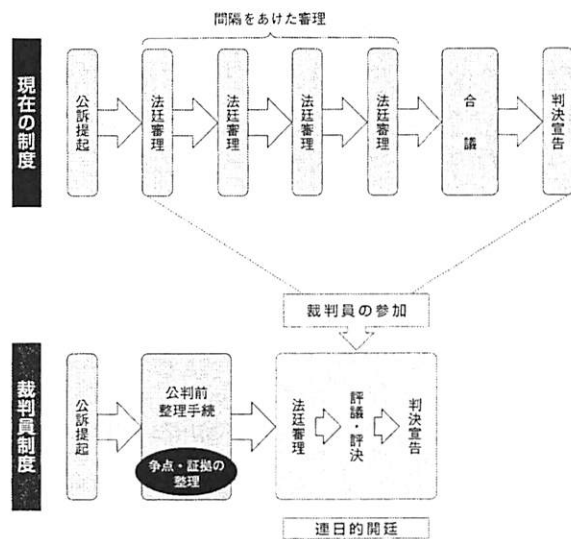 間隔をあけた審理
現在の制度
公訴提起
法廷審理
法廷審理
法廷審理
法廷審理
合議
判決宣告
裁判員の参加
裁判員制度
公訴提起
公判前
整理手続
争点・証拠の
整理
法廷審理
評議・評決
判決宣告
連日的開廷